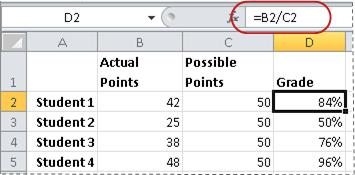 D2 fx =B2/C2
A B C D
1 Actual Points Possible Points Grade
2 Student 1 42 50 84%
3 Student 2 25 50 50%
4 Student 3 38 50 76%
5 Student 4 48 50 96%